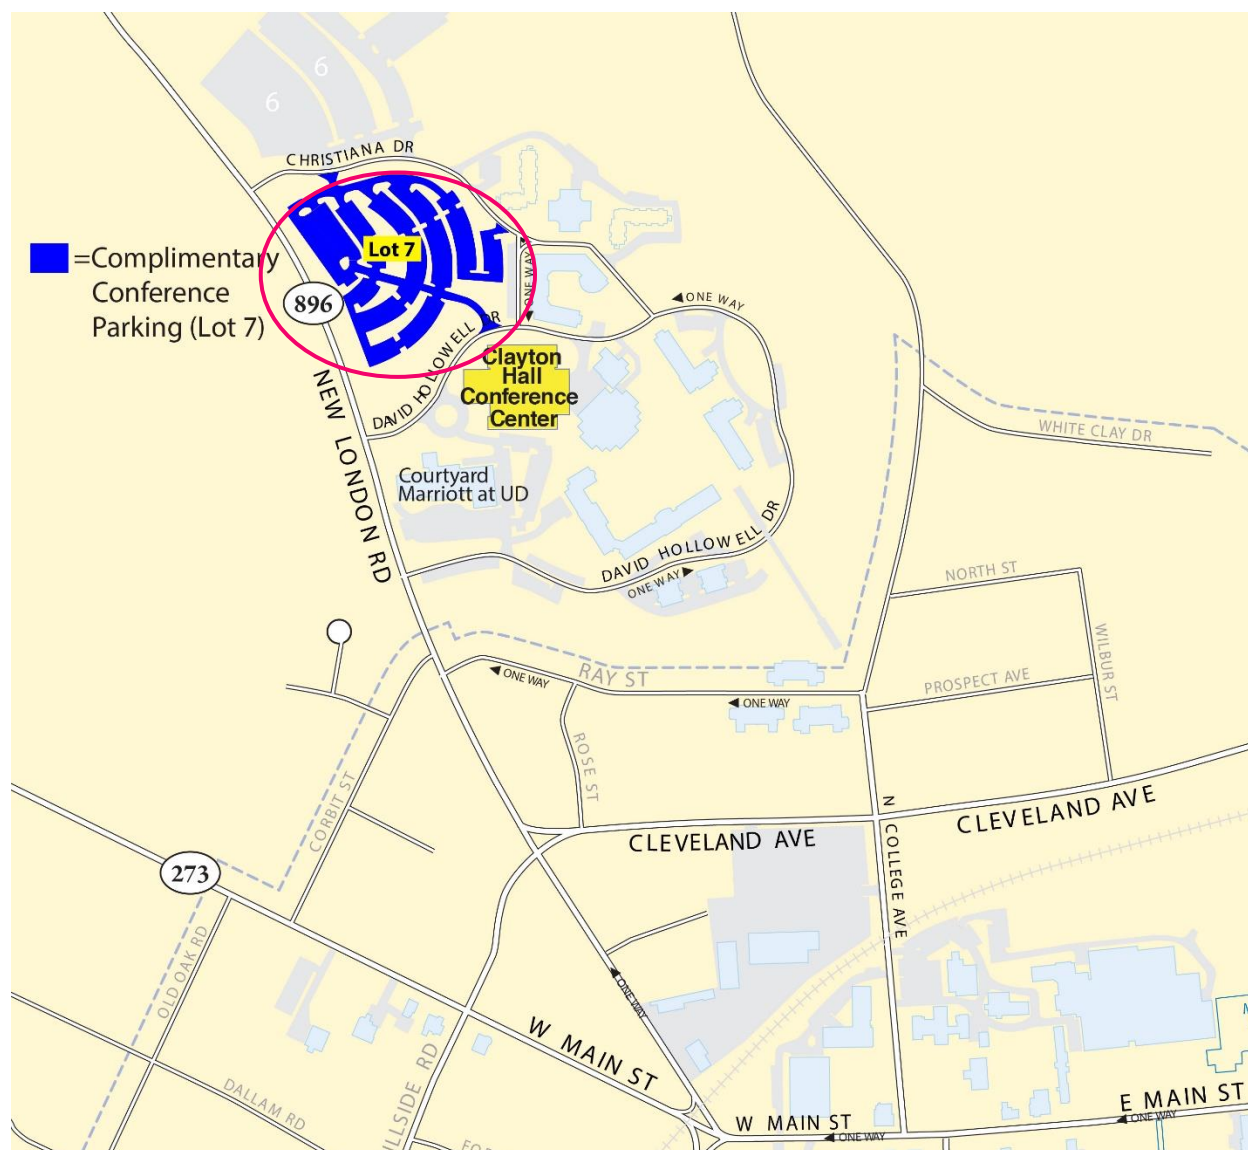 6
6
CHRISTIANA DR
Lot 7
=Complimentary
Conference
Parking (Lot 7)
896
ONE WAY
ONE WAY
DAVID HOLLOWELL DR
Clayton
Hall
Conference
Center
NEW LONDON RD
Courtyard
Marriott at UD
WHITE CLAY DR
DAVID HOLLOWELL DR
ONE WAY
NORTH ST
WILBUR ST
PROSPECT AVE
RAY ST
ONE WAY
ONE WAY
ROSE ST
CORBIT ST
N COLLEGE AVE
CLEVELAND AVE
CLEVELAND AVE
273
OLD OAK RD
ONE WAY
W MAIN ST
DALLAM RD
LLSIDE RD
W MAIN ST
ONE WAY
E MAIN ST
ONE WAY